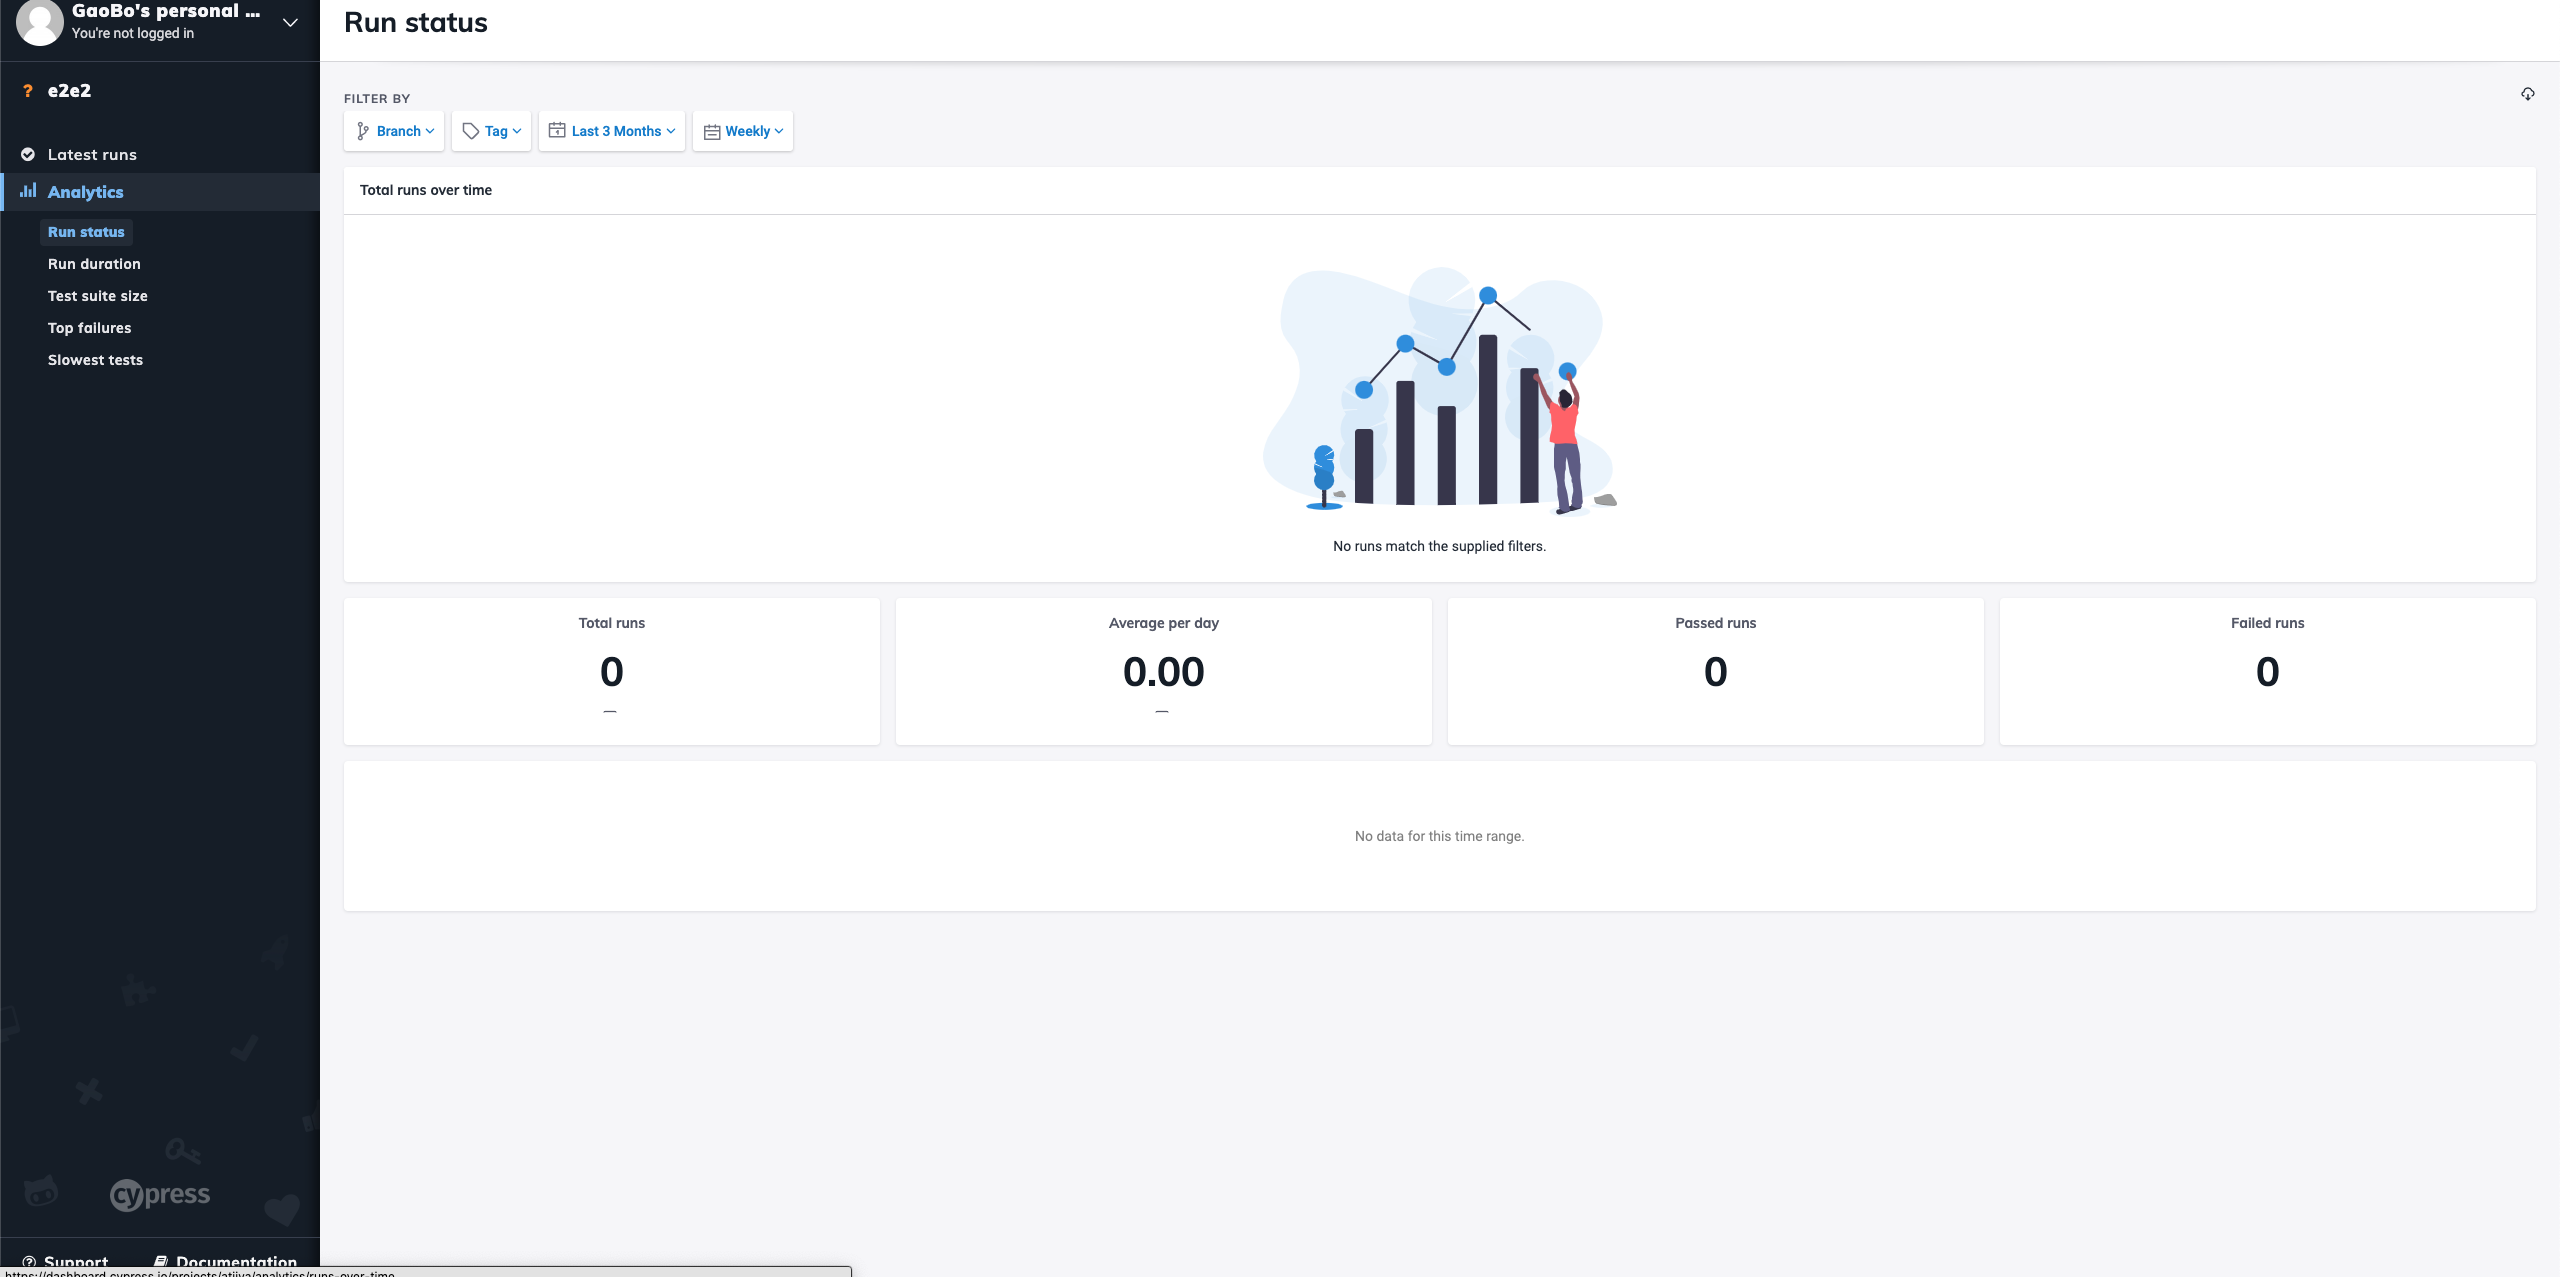 GaoBo's personal ...
You're not logged in
? e2e2
Latest runs
Analytics
Run status
Run duration
Test suite size
Top failures
Slowest tests
cypress
Support
Documentation
https://dashboard.cypress.io/projects/atjiva/analytics/runs-over-time
Run status
FILTER BY
Branch
Tag
Last 3 Months
Weekly
Total runs over time
No runs match the supplied filters.
Total runs
0
—
Average per day
0.00
—
Passed runs
0
Failed runs
0
No data for this time range.